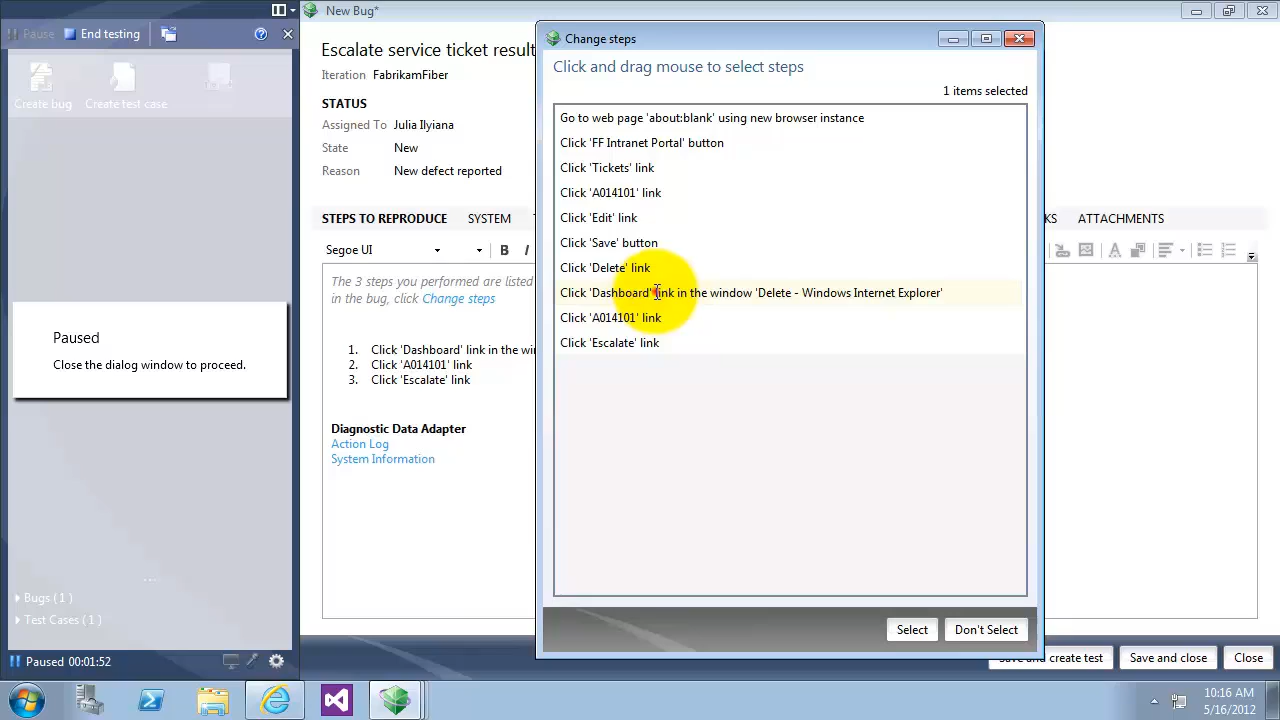 Pause
End testing
Create bug
Create test case
Paused
Close the dialog window to proceed.
Bugs ( 1 )
Test Cases ( 1 )
Paused 00:01:52
New Bug*
Escalate service ticket result
Iteration FabrikamFiber
STATUS
Assigned To Julia Ilyiana
State New
Reason New defect reported
STEPS TO REPRODUCE SYSTEM
KS ATTACHMENTS
Segoe UI
B I
A
The 3 steps you performed are listed
in the bug, click Change steps
1. Click 'Dashboard' link in the wi
2. Click 'A014101' link
3. Click 'Escalate' link
Diagnostic Data Adapter
Action Log
System Information
Change steps
Click and drag mouse to select steps
1 items selected
Go to web page 'about:blank' using new browser instance
Click 'FF Intranet Portal' button
Click 'Tickets' link
Click 'A014101' link
Click 'Edit' link
Click 'Save' button
Click 'Delete' link
Click 'Dashboard' link in the window 'Delete - Windows Internet Explorer'
Click 'A014101' link
Click 'Escalate' link
Select
Don't Select
Save and create test
Save and close
Close
10:16 AM
5/16/2012